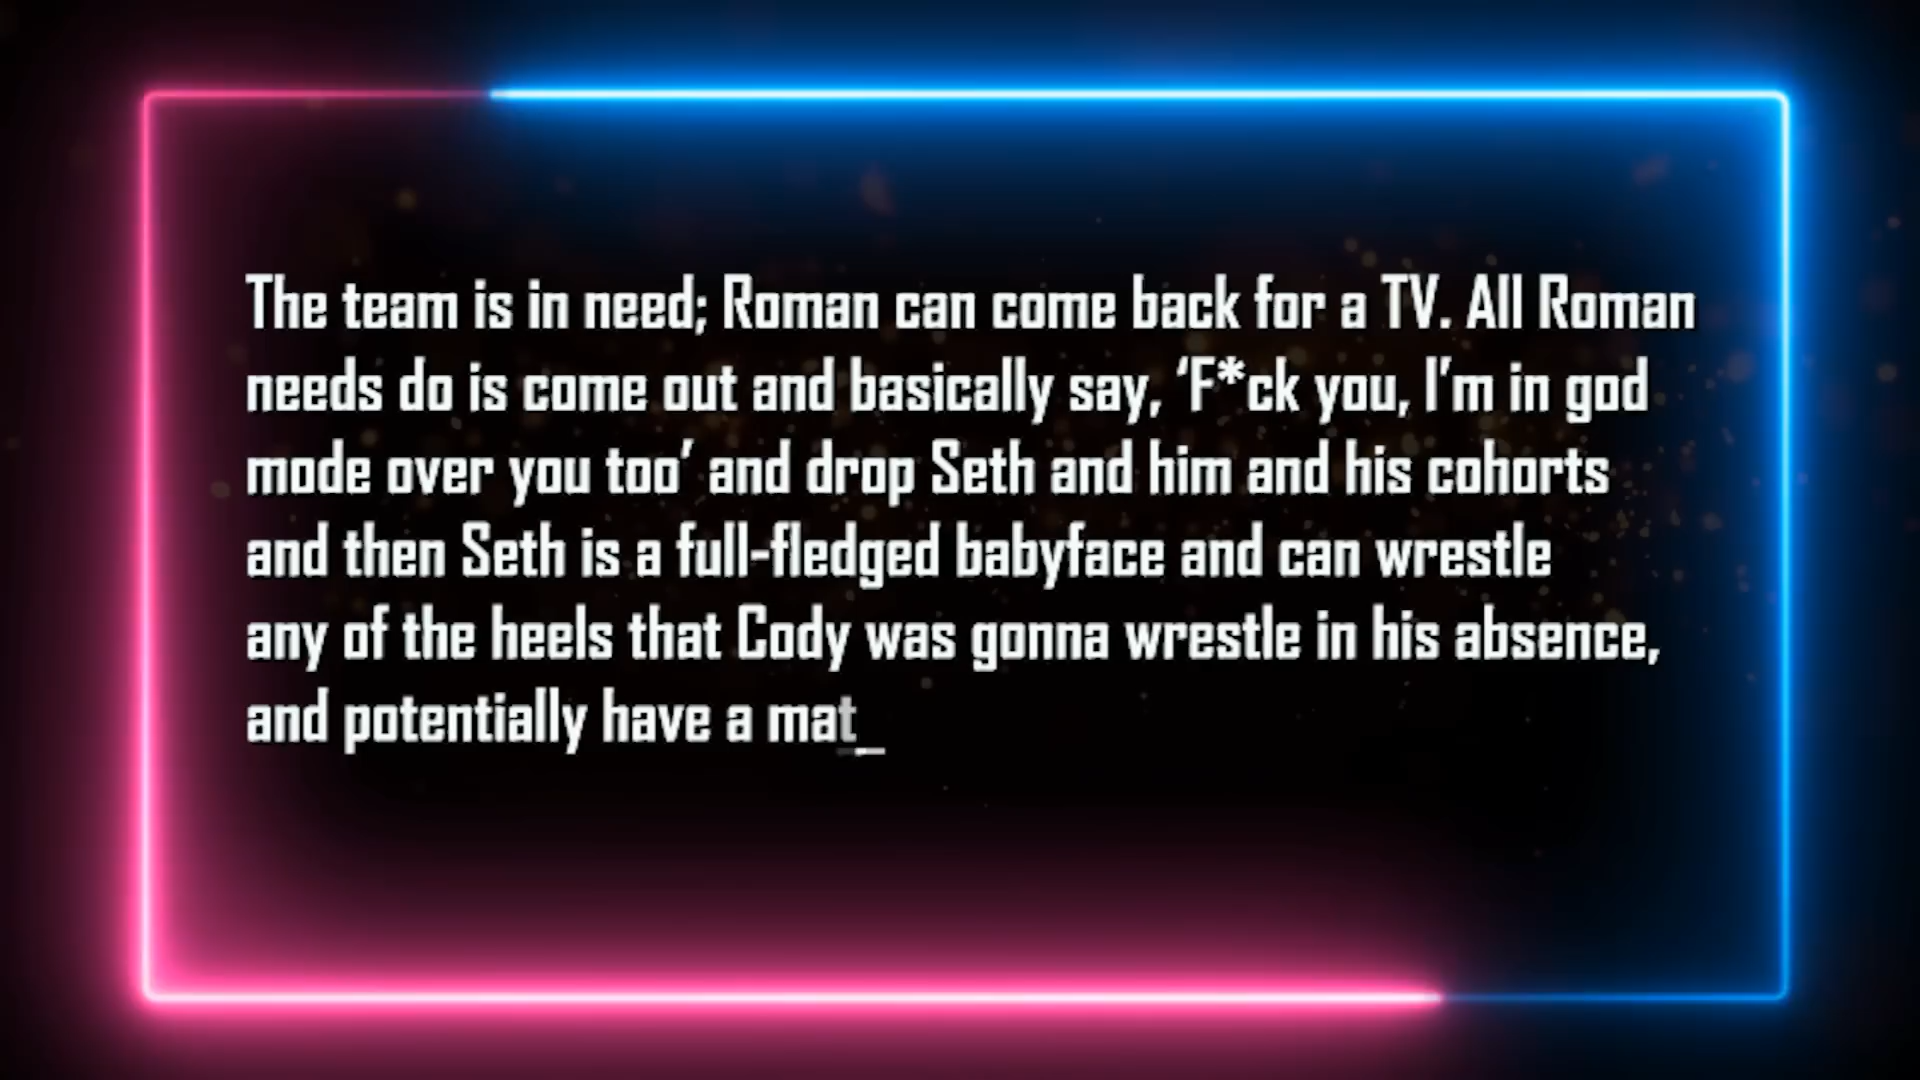 The team is in need; Roman can come back for a TV. All Roman
needs do is come out and basically say, ‘F*ck you, I’m in god
mode over you too’ and drop Seth and him and his cohorts
and then Seth is a full-fledged babyface and can wrestle
any of the heels that Cody was gonna wrestle in his absence,
and potentially have a mat_